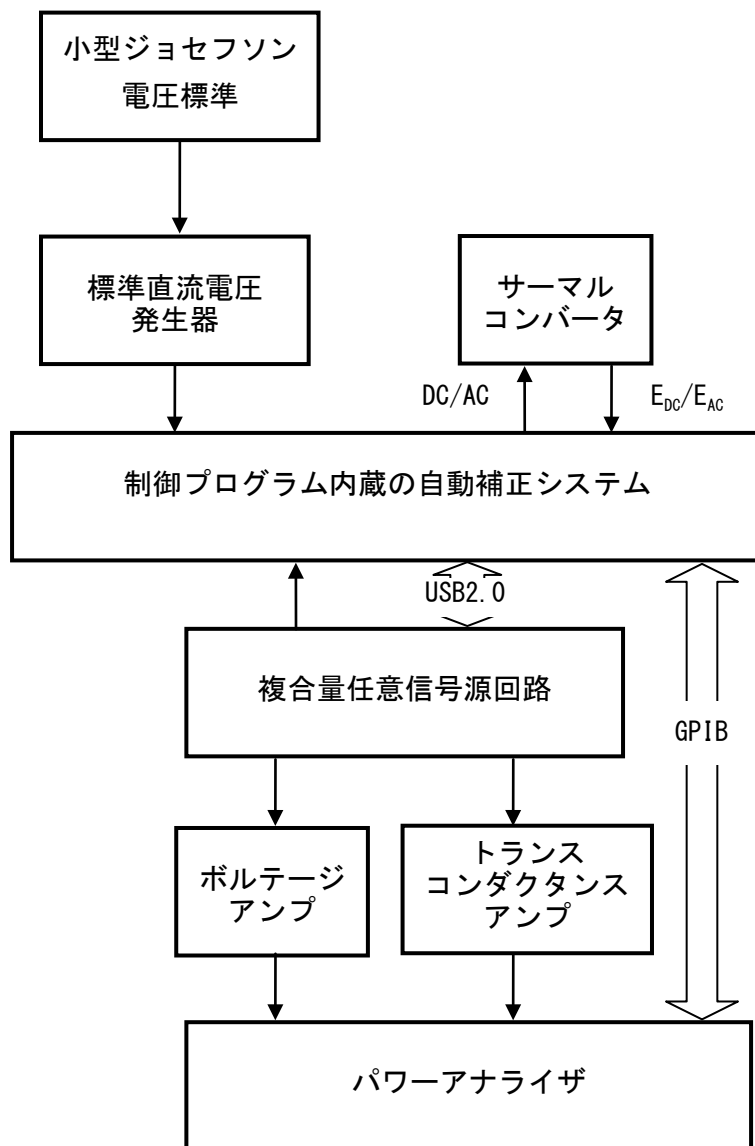 小型ジョセフソン
電圧標準
標準直流電圧
発生器
サーマル
コンバータ
DC/AC
E_DC/E_AC
制御プログラム内蔵の自動補正システム
USB2.0
複合量任意信号源回路
GPIB
ボルテージ
アンプ
トランス
コンダクタンス
アンプ
パワーアナライザ